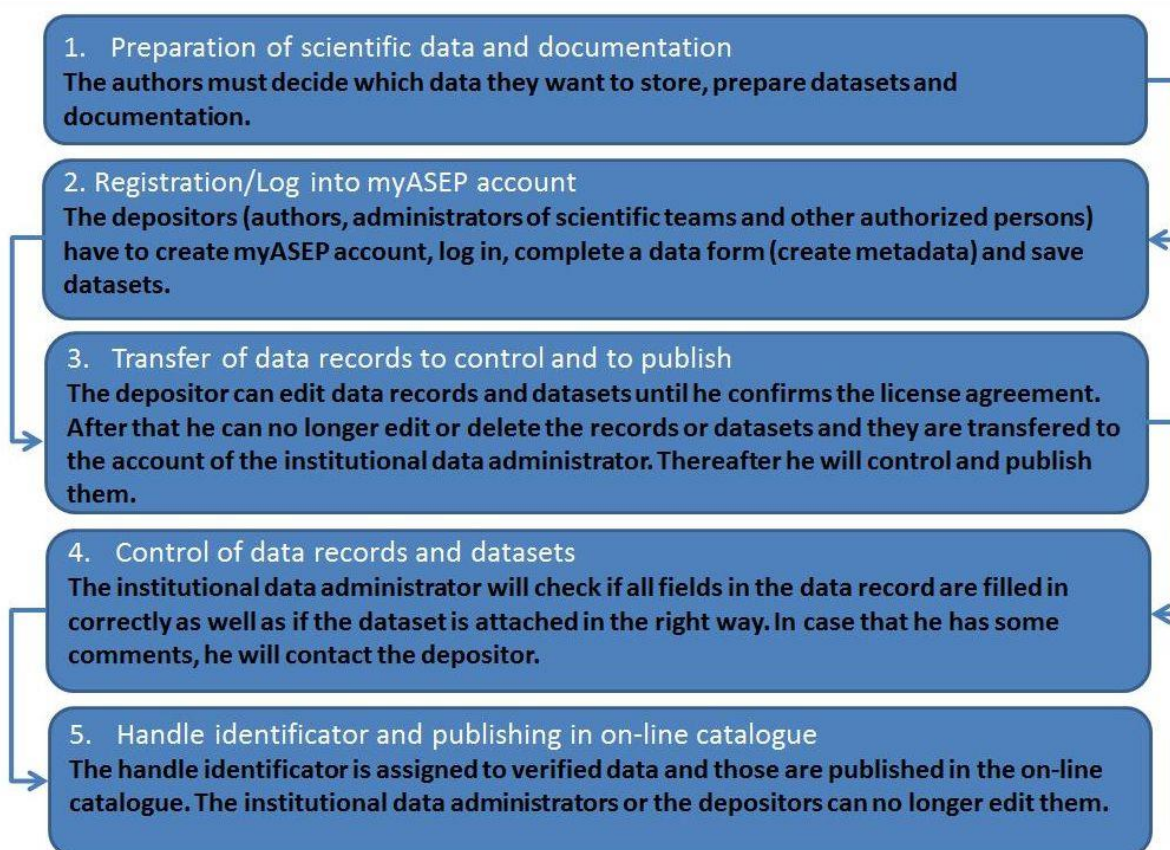 1. Preparation of scientific data and documentation
The authors must decide which data they want to store, prepare datasets and
documentation.
2. Registration/Log into myASEP account
The depositors (authors, administrators of scientific teams and other authorized persons)
have to create myASEP account, log in, complete a data form (create metadata) and save
datasets.
3. Transfer of data records to control and to publish
The depositor can edit data records and datasets until he confirms the license agreement.
After that he can no longer edit or delete the records or datasets and they are transfered to
the account of the institutional data administrator. Thereafter he will control and publish
them.
4. Control of data records and datasets
The institutional data administrator will check if all fields in the data record are filled in
correctly as well as if the dataset is attached in the right way. In case that he has some
comments, he will contact the depositor.
5. Handle identificator and publishing in on-line catalogue
The handle identificator is assigned to verified data and those are published in the on-line
catalogue. The institutional data administrators or the depositors can no longer edit them.